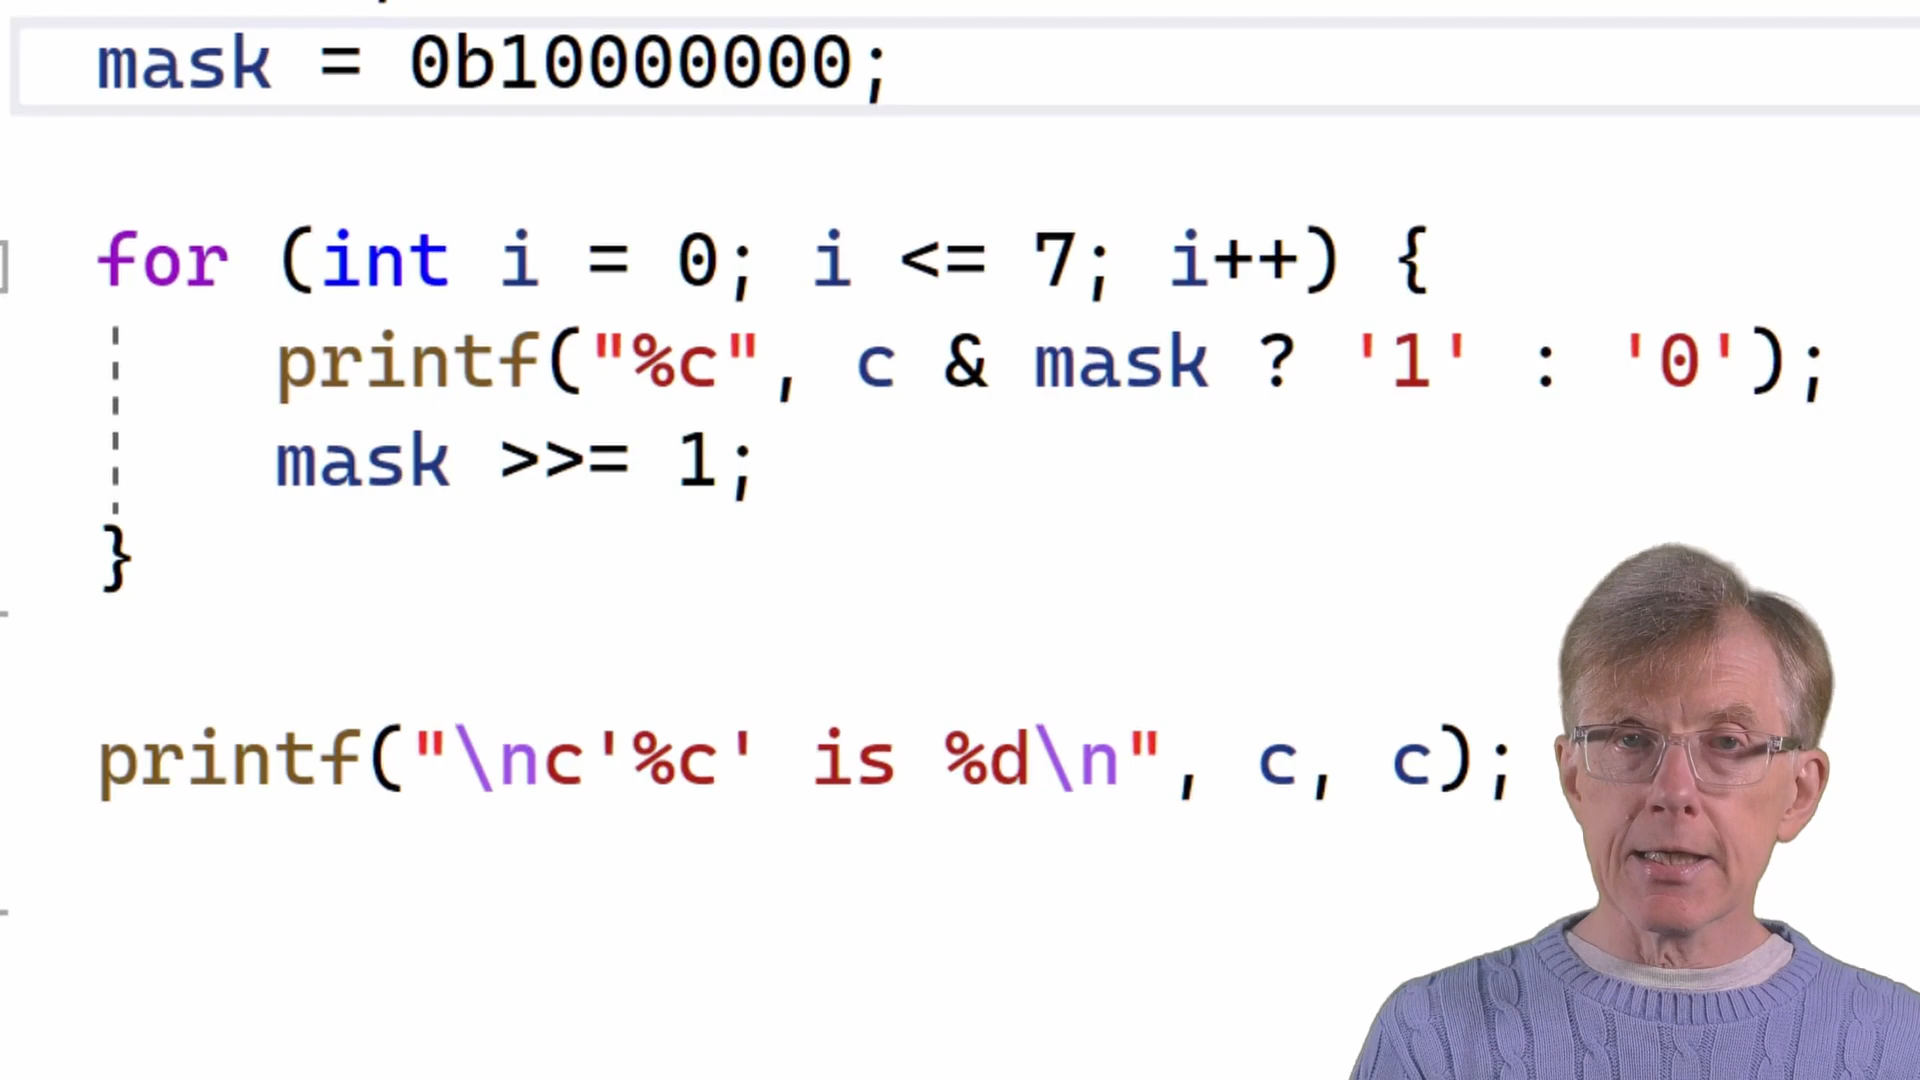 mask = 0b10000000;
for (int i = 0; i <= 7; i++) {
printf("%c", c & mask ? '1' : '0');
mask >>= 1;
}
printf("\nc'%c' is %d\n", c, c);